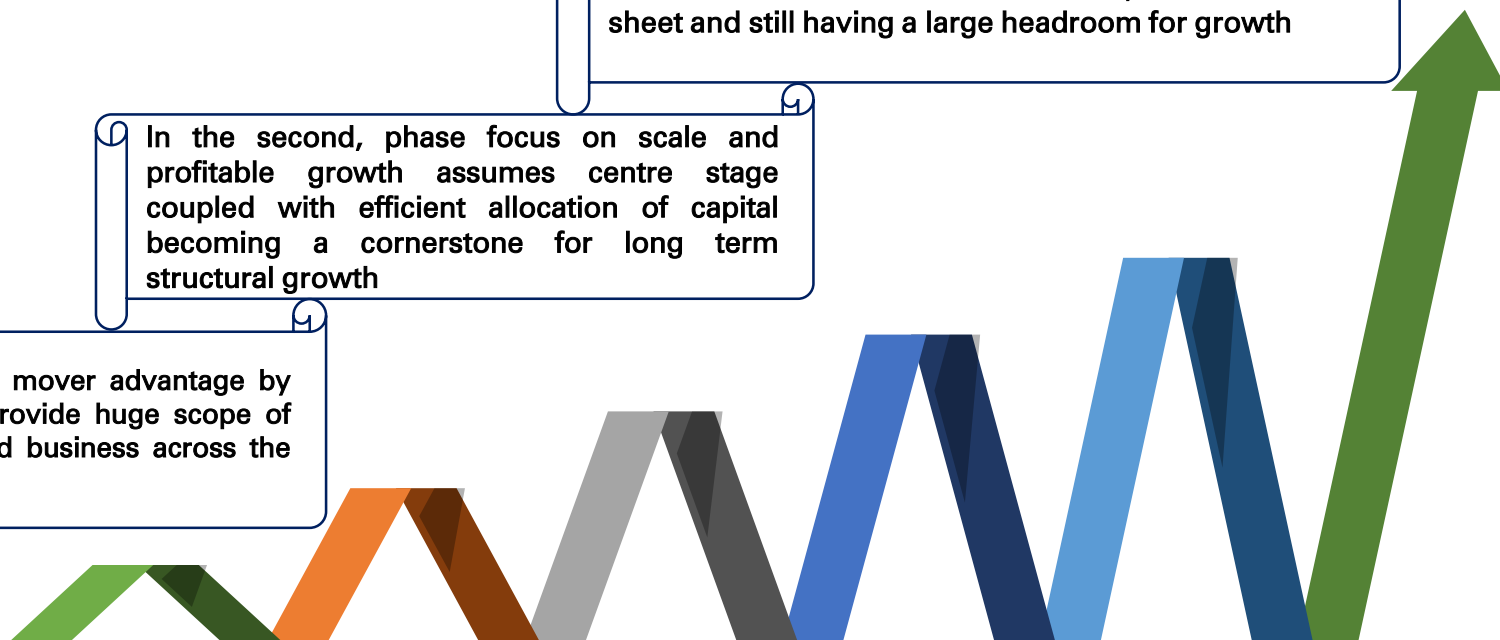 sheet and still having a large headroom for growth
In the second, phase focus on scale and
profitable growth assumes centre stage
coupled with efficient allocation of capital
becoming a cornerstone for long term
structural growth
mover advantage by
huge scope of
business across the